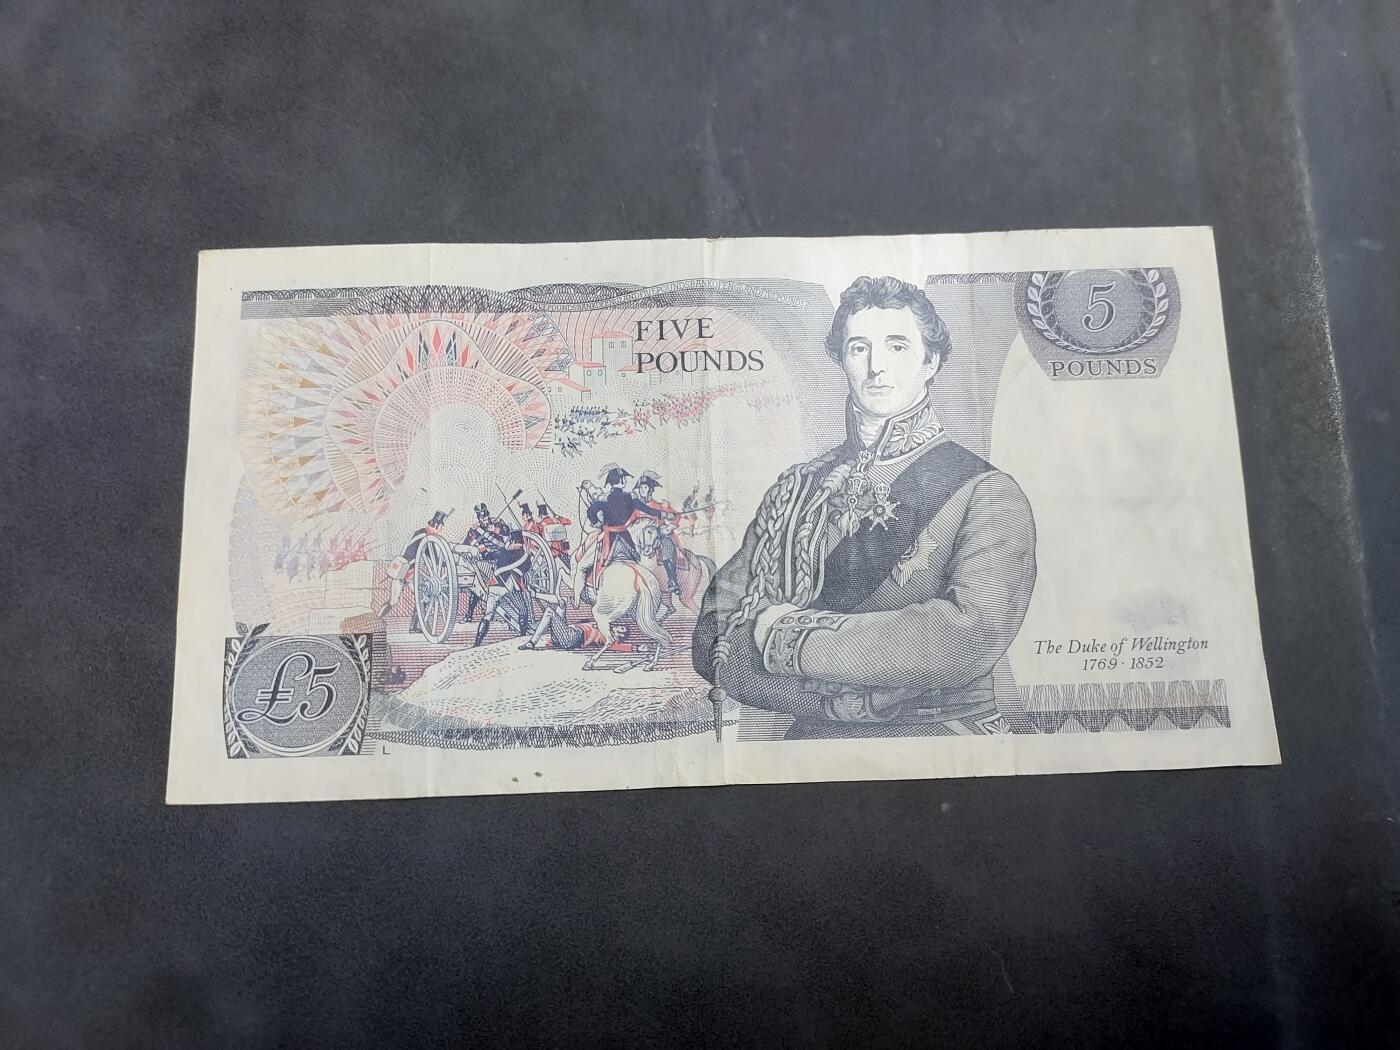 FIVE
POUNDS
5
POUNDS
The Duke of Wellington
1769 · 1852
£5
L